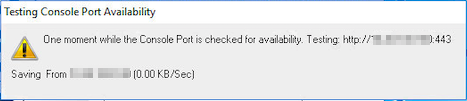 Testing Console Port Availability
One moment while the Console Port is checked for availability. Testing: http://1:443
Saving From (0.00 KB/Sec)